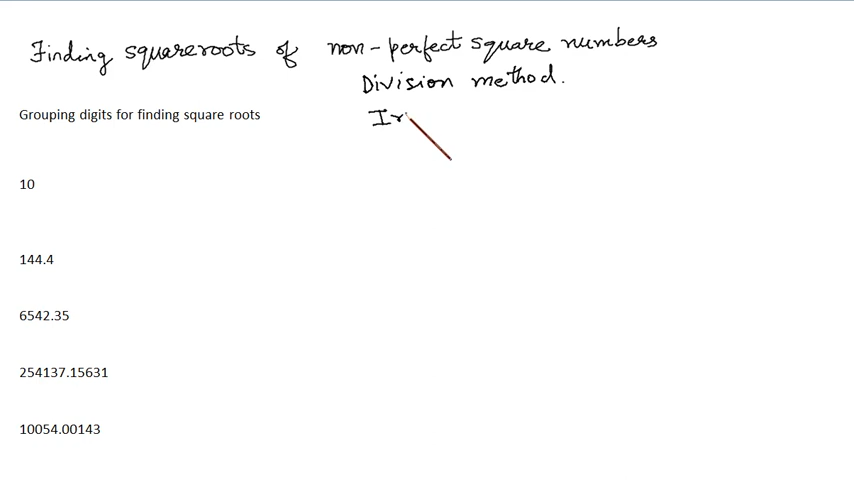 Finding squareroots of non-perfect square numbers
Division method.
Grouping digits for finding square roots
Ir
10
144.4
6542.35
254137.15631
10054.00143